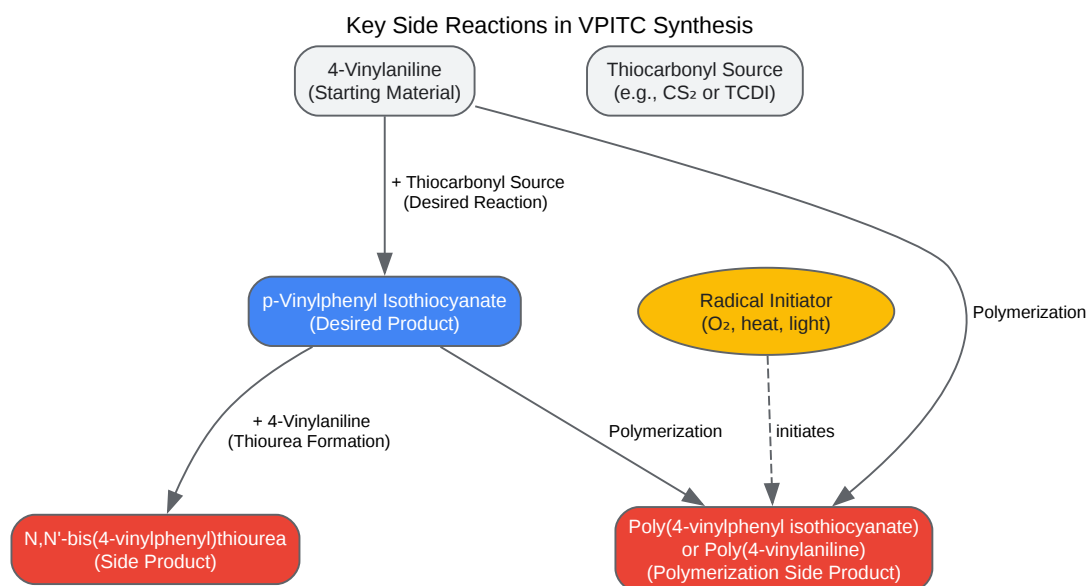 Key Side Reactions in VPITC Synthesis
4-Vinylaniline
(Starting Material)
Thiocarbonyl Source
(e.g., CS₂ or TCDI)
+ Thiocarbonyl Source
(Desired Reaction)
p-Vinylphenyl Isothiocyanate
(Desired Product)
Radical Initiator
(O₂, heat, light)
Polymerization
+ 4-Vinylaniline
(Thiourea Formation)
Polymerization
initiates
N,N'-bis(4-vinylphenyl)thiourea
(Side Product)
Poly(4-vinylphenyl isothiocyanate)
or Poly(4-vinylaniline)
(Polymerization Side Product)